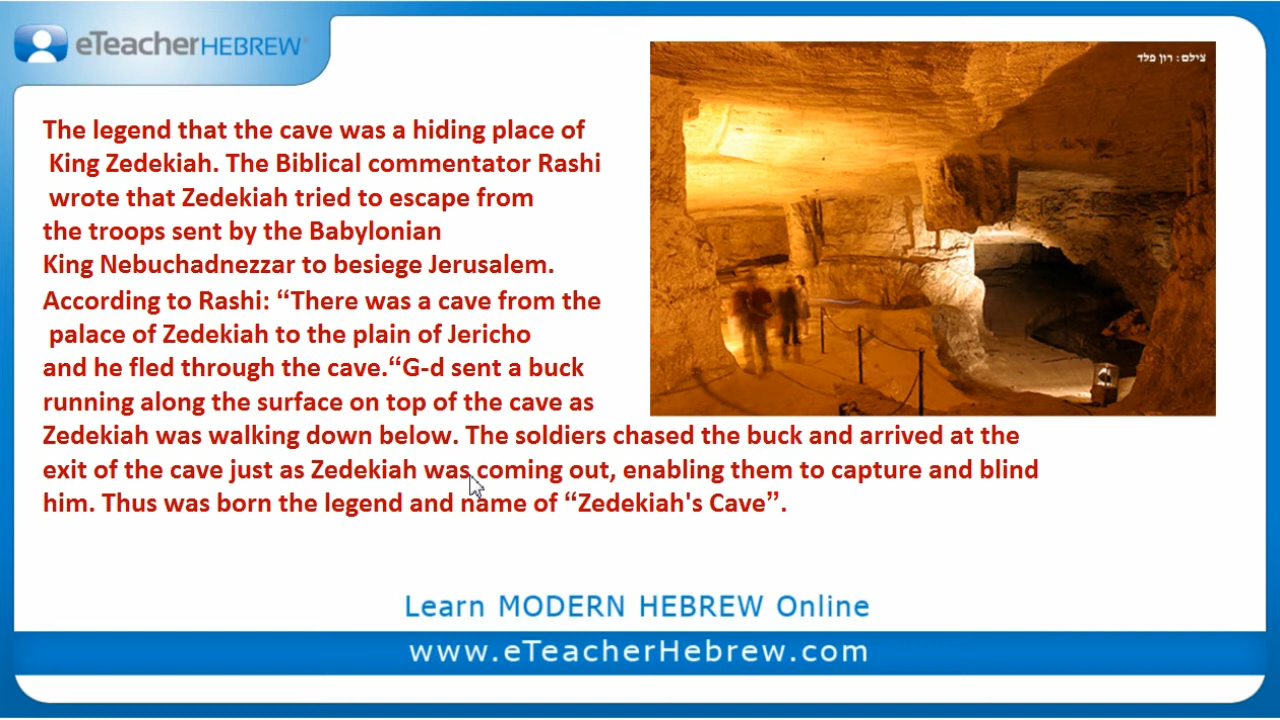 eTeacherHEBREW
צילם: רון פלד
The legend that the cave was a hiding place of
King Zedekiah. The Biblical commentator Rashi
wrote that Zedekiah tried to escape from
the troops sent by the Babylonian
King Nebuchadnezzar to besiege Jerusalem.
According to Rashi: “There was a cave from the
palace of Zedekiah to the plain of Jericho
and he fled through the cave.“G-d sent a buck
running along the surface on top of the cave as
Zedekiah was walking down below. The soldiers chased the buck and arrived at the
exit of the cave just as Zedekiah was coming out, enabling them to capture and blind
him. Thus was born the legend and name of “Zedekiah's Cave”.
Learn MODERN HEBREW Online
www.eTeacherHebrew.com